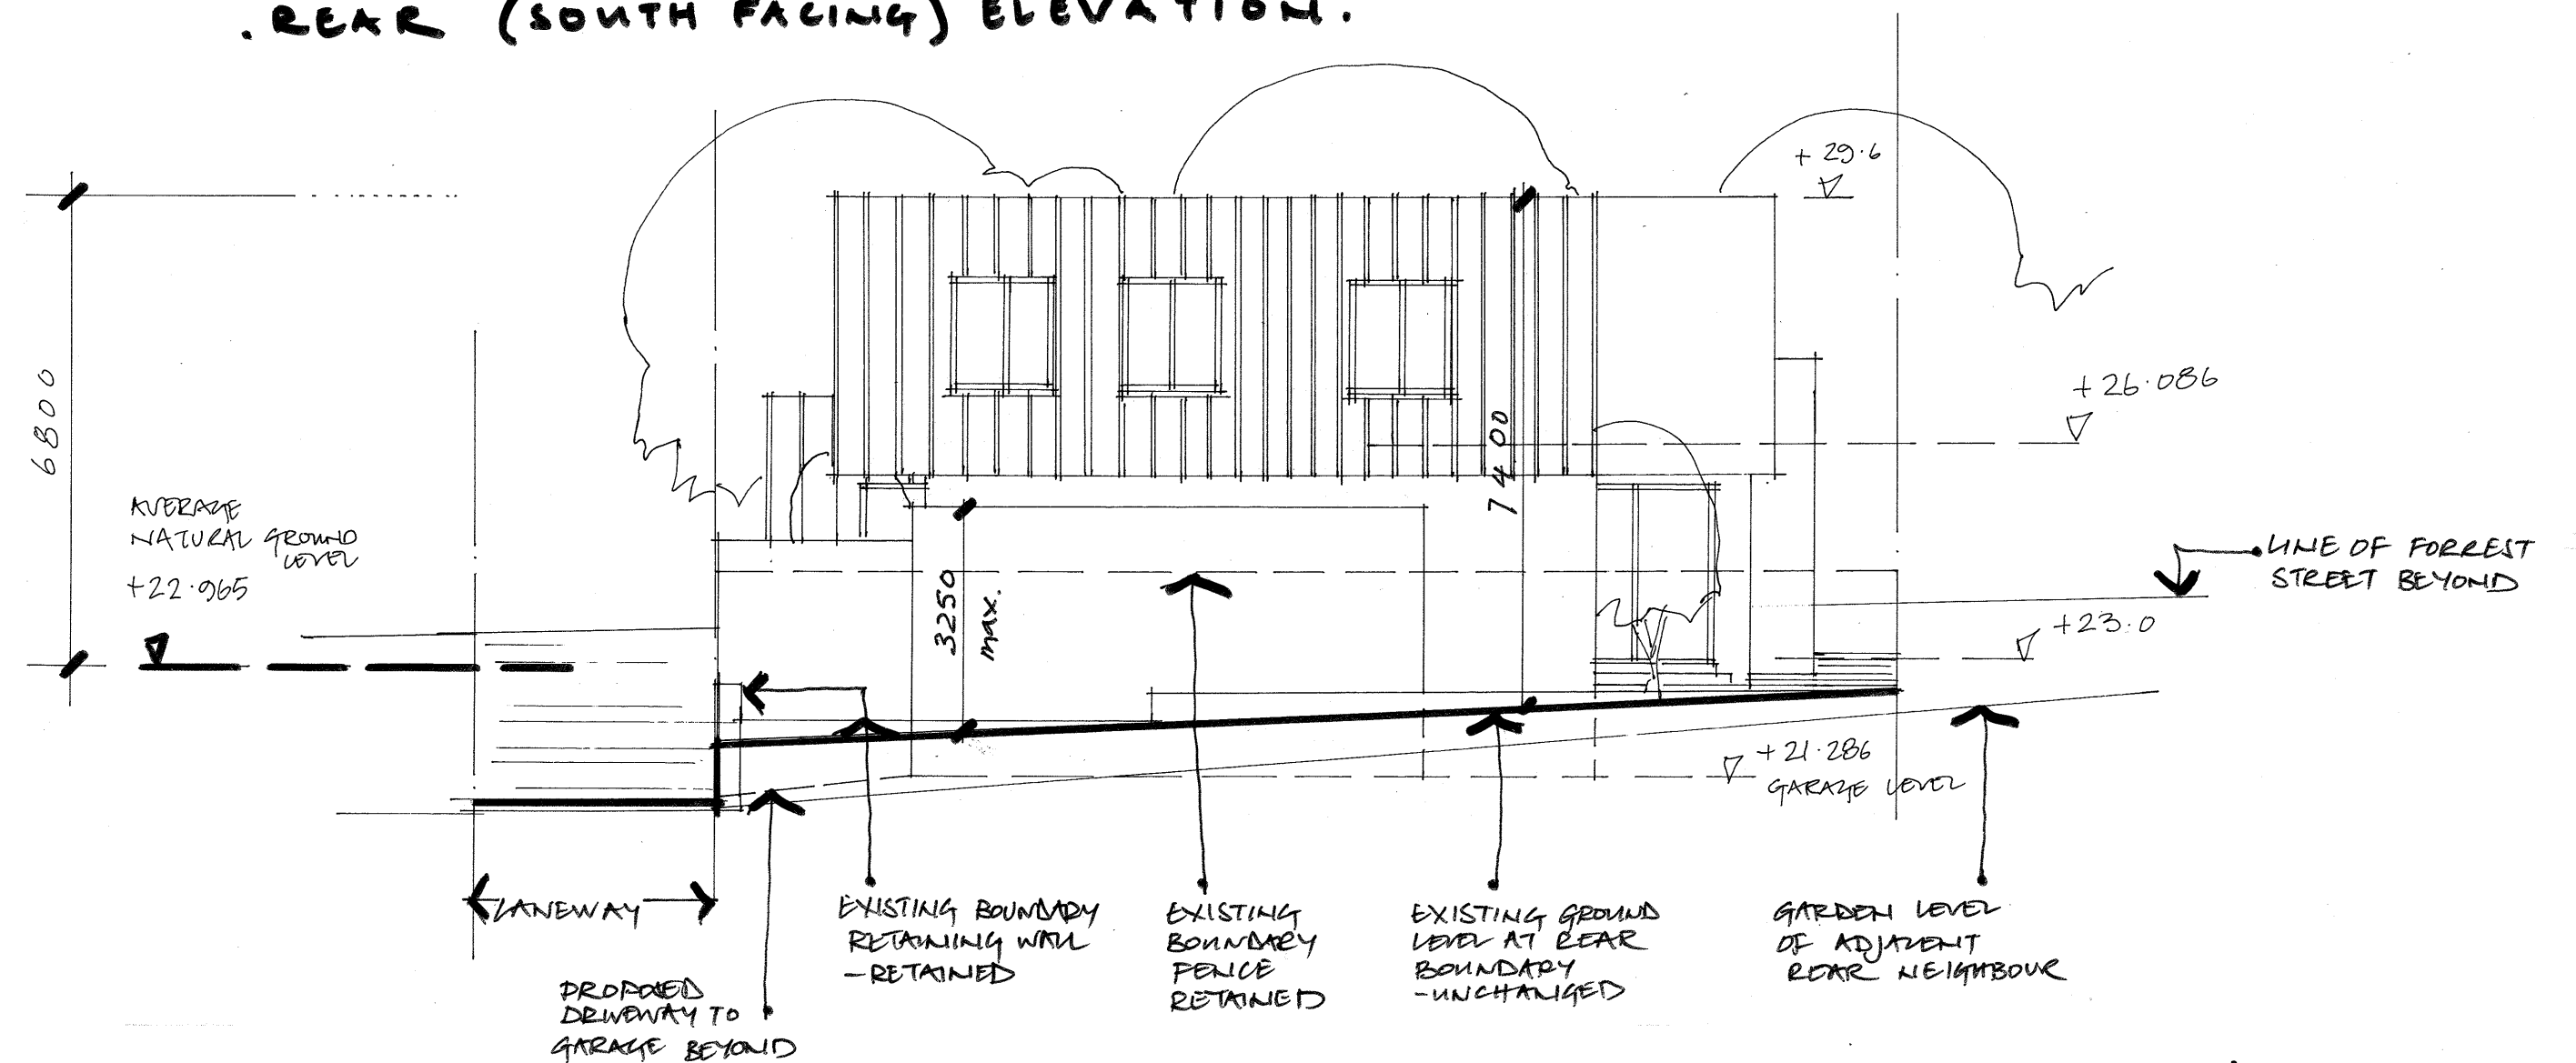 . REAR (SOUTH FACING) ELEVATION.
+ 29.6
+26.086
6800
7400
AVERAGE
NATURAL GROUND
LEVEL
+22.965
LINE OF FORREST
STREET BEYOND
3250
max.
+23.0
+21.286
GARAGE LEVEL
LANEWAY
EXISTING BOUNDARY
RETAINING WALL
-RETAINED
EXISTING
BOUNDARY
FENCE
RETAINED
EXISTING GROUND
LEVEL AT REAR
BOUNDARY
-UNCHANGED
GARDEN LEVEL
OF ADJACENT
REAR NEIGHBOUR
PROPOSED
DRIVEWAY TO
GARAGE BEYOND